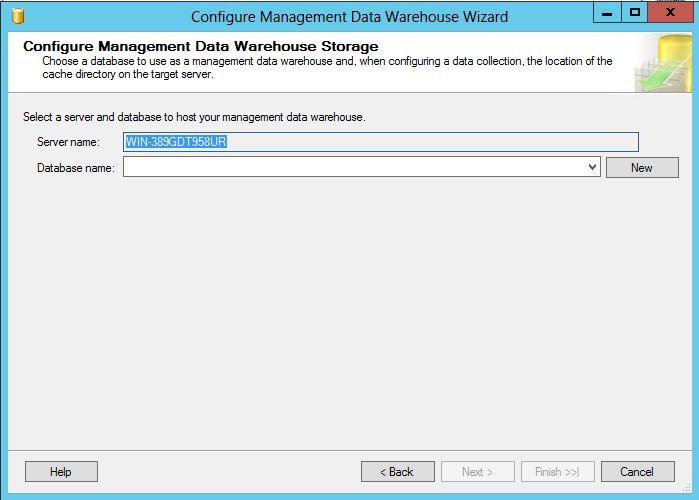 Configure Management Data Warehouse Wizard
Configure Management Data Warehouse Storage
Choose a database to use as a management data warehouse and, when configuring a data collection, the location of the
cache directory on the target server.
Select a server and database to host your management data warehouse.
Server name: WIN-389GDT958UR
Database name: New
Help < Back Next > Finish >>| Cancel